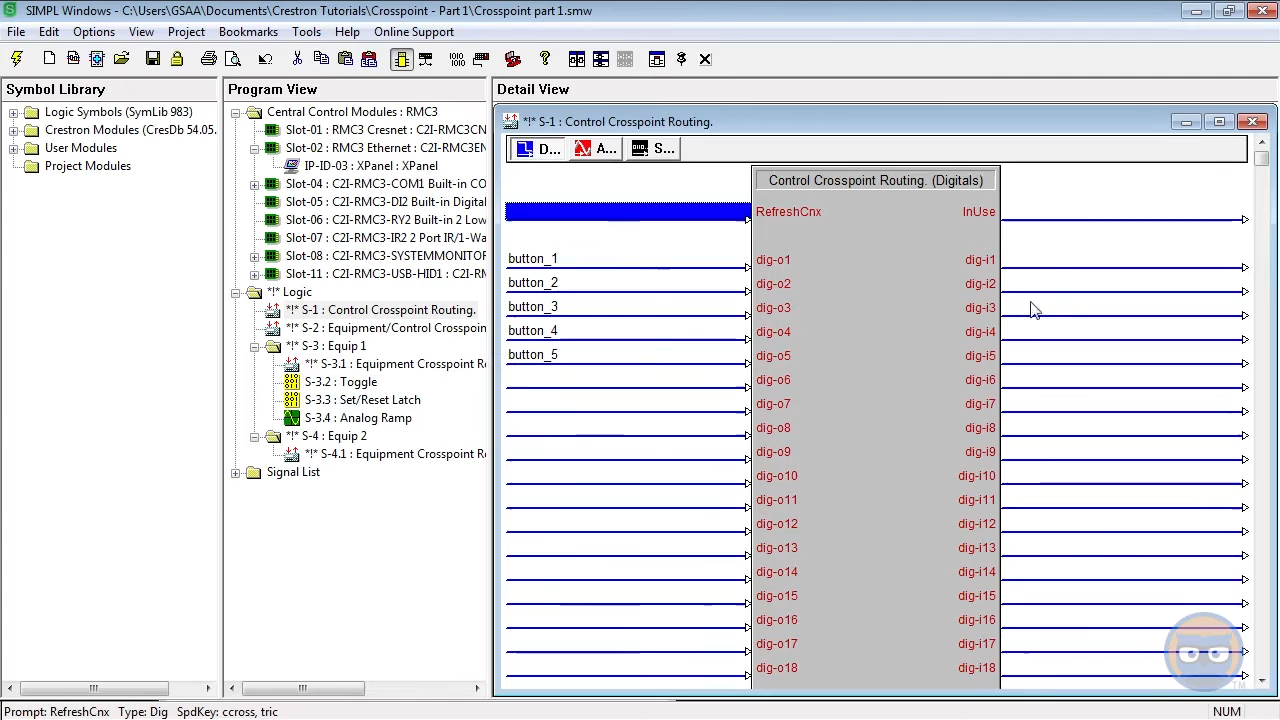 SIMPL Windows - C:\Users\GSAA\Documents\Crestron Tutorials\Crosspoint - Part 1\Crosspoint part 1.smw
File Edit Options View Project Bookmarks Tools Help Online Support
Symbol Library
Logic Symbols (SymLib 983)
Crestron Modules (CresDb 54.05.
User Modules
Project Modules
Program View
Central Control Modules : RMC3
Slot-01 : RMC3 Cresnet : C2I-RMC3CN
Slot-02 : RMC3 Ethernet : C2I-RMC3EN
IP-ID-03 : XPanel : XPanel
Slot-04 : C2I-RMC3-COM1 Built-in CO
Slot-05 : C2I-RMC3-DI2 Built-in Digita
Slot-06 : C2I-RMC3-RY2 Built-in 2 Low
Slot-07 : C2I-RMC3-IR2 2 Port IR/1-Wa
Slot-08 : C2I-RMC3-SYSTEMMONITOR
Slot-11 : C2I-RMC3-USB-HID1 : C2I-RM
*!* Logic
*!* S-1 : Control Crosspoint Routing.
*!* S-2 : Equipment/Control Crosspoin
*!* S-3 : Equip 1
*!* S-3.1 : Equipment Crosspoint R
S-3.2 : Toggle
S-3.3 : Set/Reset Latch
S-3.4 : Analog Ramp
*!* S-4 : Equip 2
*!* S-4.1 : Equipment Crosspoint R
Signal List
Detail View
*!* S-1 : Control Crosspoint Routing.
D... A... S...
Control Crosspoint Routing. (Digitals)
RefreshCnx InUse
button_1 dig-o1 dig-i1
button_2 dig-o2 dig-i2
button_3 dig-o3 dig-i3
button_4 dig-o4 dig-i4
button_5 dig-o5 dig-i5
dig-o6 dig-i6
dig-o7 dig-i7
dig-o8 dig-i8
dig-o9 dig-i9
dig-o10 dig-i10
dig-o11 dig-i11
dig-o12 dig-i12
dig-o13 dig-i13
dig-o14 dig-i14
dig-o15 dig-i15
dig-o16 dig-i16
dig-o17 dig-i17
dig-o18 dig-i18
TM
Prompt: RefreshCnx Type: Dig SpdKey: ccross, tric
NUM